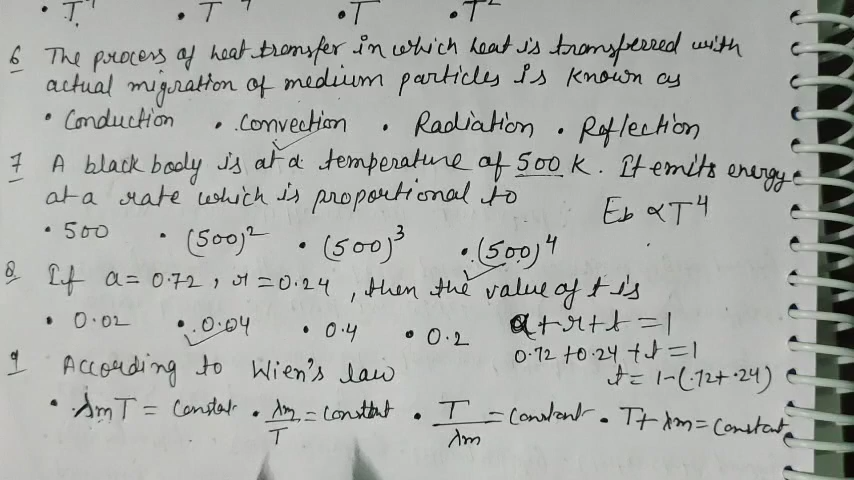 • T⁴ • T • T²
6 The process of heat transfer in which heat is transferred with
actual migration of medium particles is known as
• Conduction • Convection • Radiation • Reflection
7 A black body is at a temperature of 500 K. It emits energy
at a rate which is proportional to
Eb ∝ T⁴
• 500 • (500)² • (500)³ • (500)⁴
8 If a = 0.72, r = 0.24, then the value of t is
• 0.02 • 0.04 • 0.4 • 0.2
a + r + t = 1
0.72 + 0.24 + t = 1
t = 1 - (.72 + .24)
9 According to Wien's law
• λm T = constat • λm/T = constant • T/λm = constant • T + λm = constant